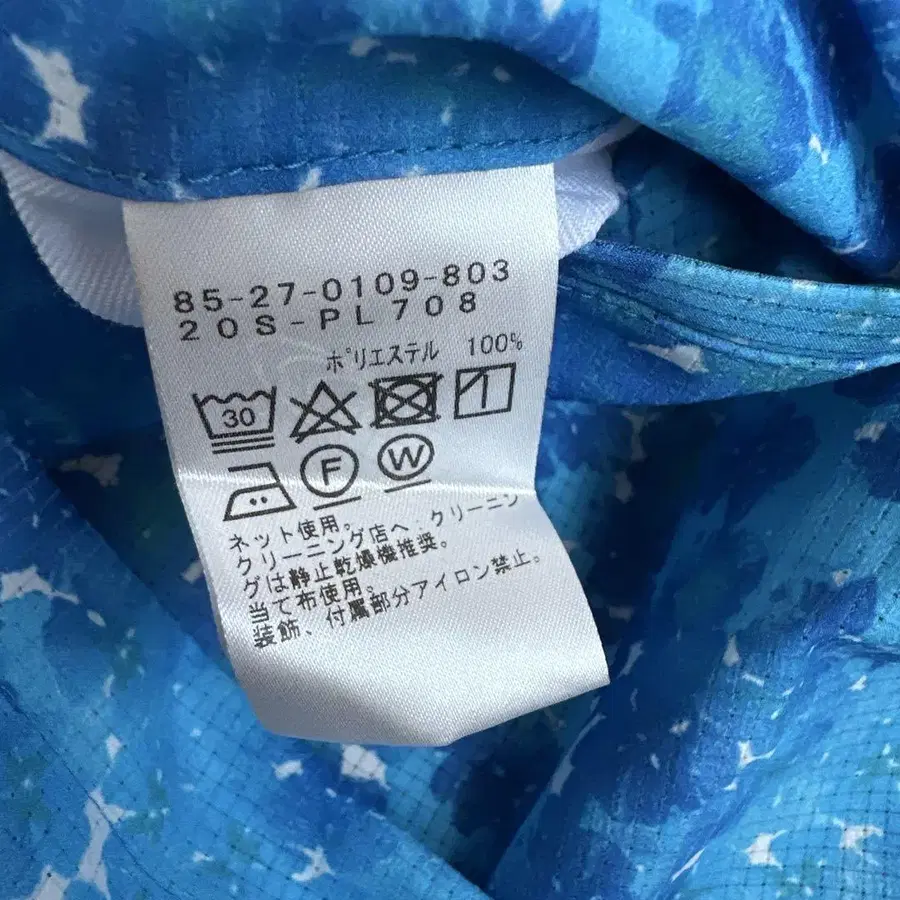 85-27-0109-803
20S-PL708
ポリエステル 100%
30
F W
ネット使用。
クリーニング店へ、クリーニン
グは静止乾燥機推奨。
当て布使用。
装飾、付属部分アイロン禁止。